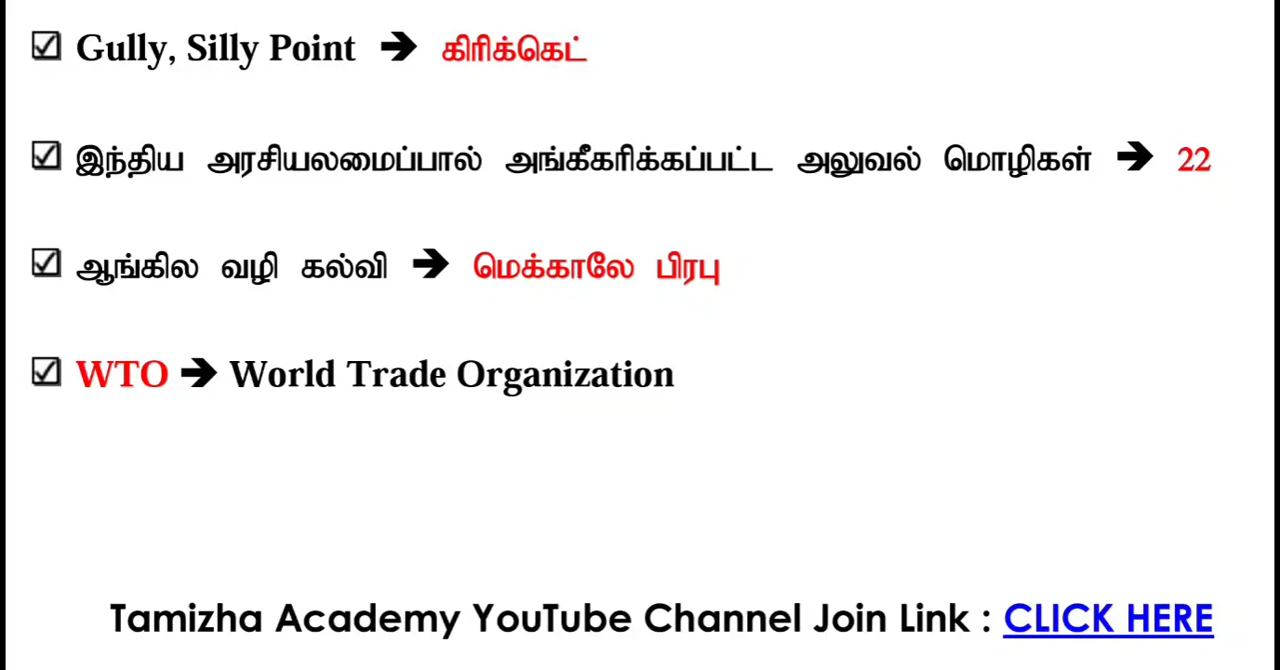 ☑ Gully, Silly Point ➔ கிரிக்கெட்
☑ இந்திய அரசியலமைப்பால் அங்கீகரிக்கப்பட்ட அலுவல் மொழிகள் ➔ 22
☑ ஆங்கில வழி கல்வி ➔ மெக்காலே பிரபு
☑ WTO ➔ World Trade Organization
Tamizha Academy YouTube Channel Join Link : CLICK HERE